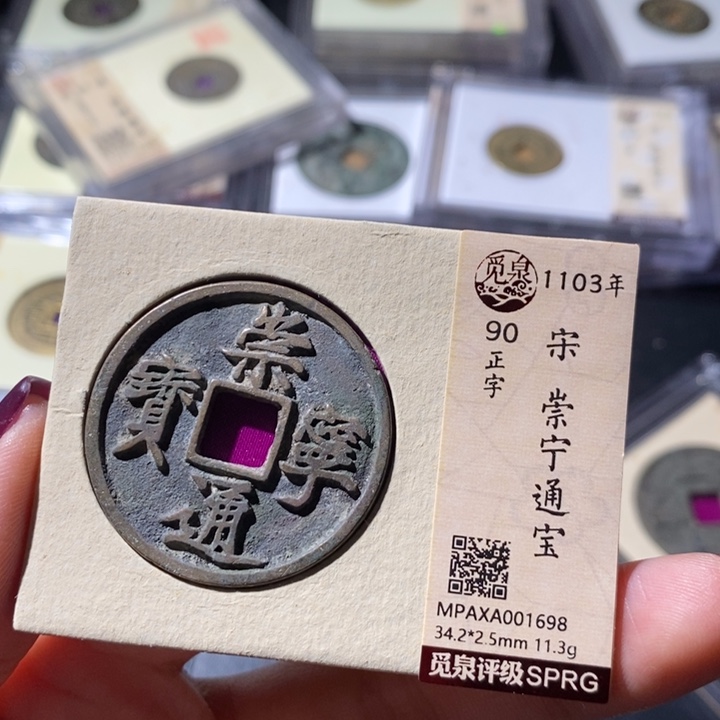 崇寧通寶
覓泉
1103年
90
正字
宋 崇宁通宝
MPAXA001698
34.2*2.5mm 11.3g
觅泉评级SPRG